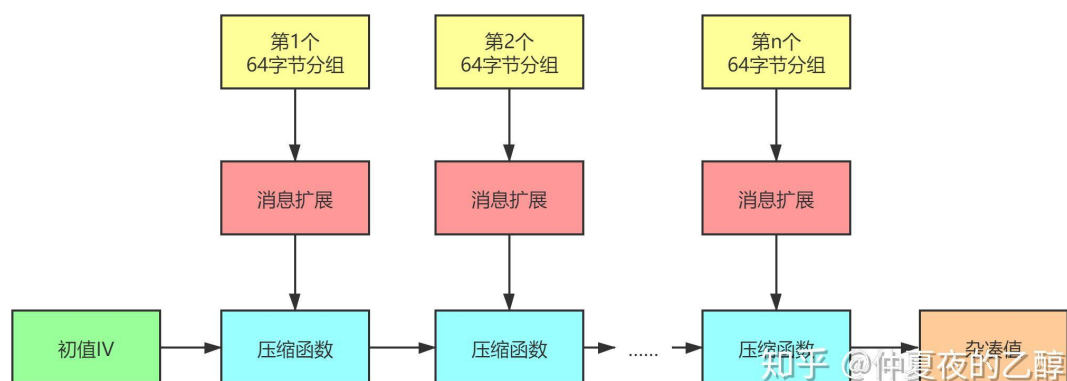 第1个
64字节分组
第2个
64字节分组
第n个
64字节分组
消息扩展
消息扩展
消息扩展
初值IV
压缩函数
压缩函数
......
压缩函数
杂凑值
知乎 @仲夏夜的乙醇